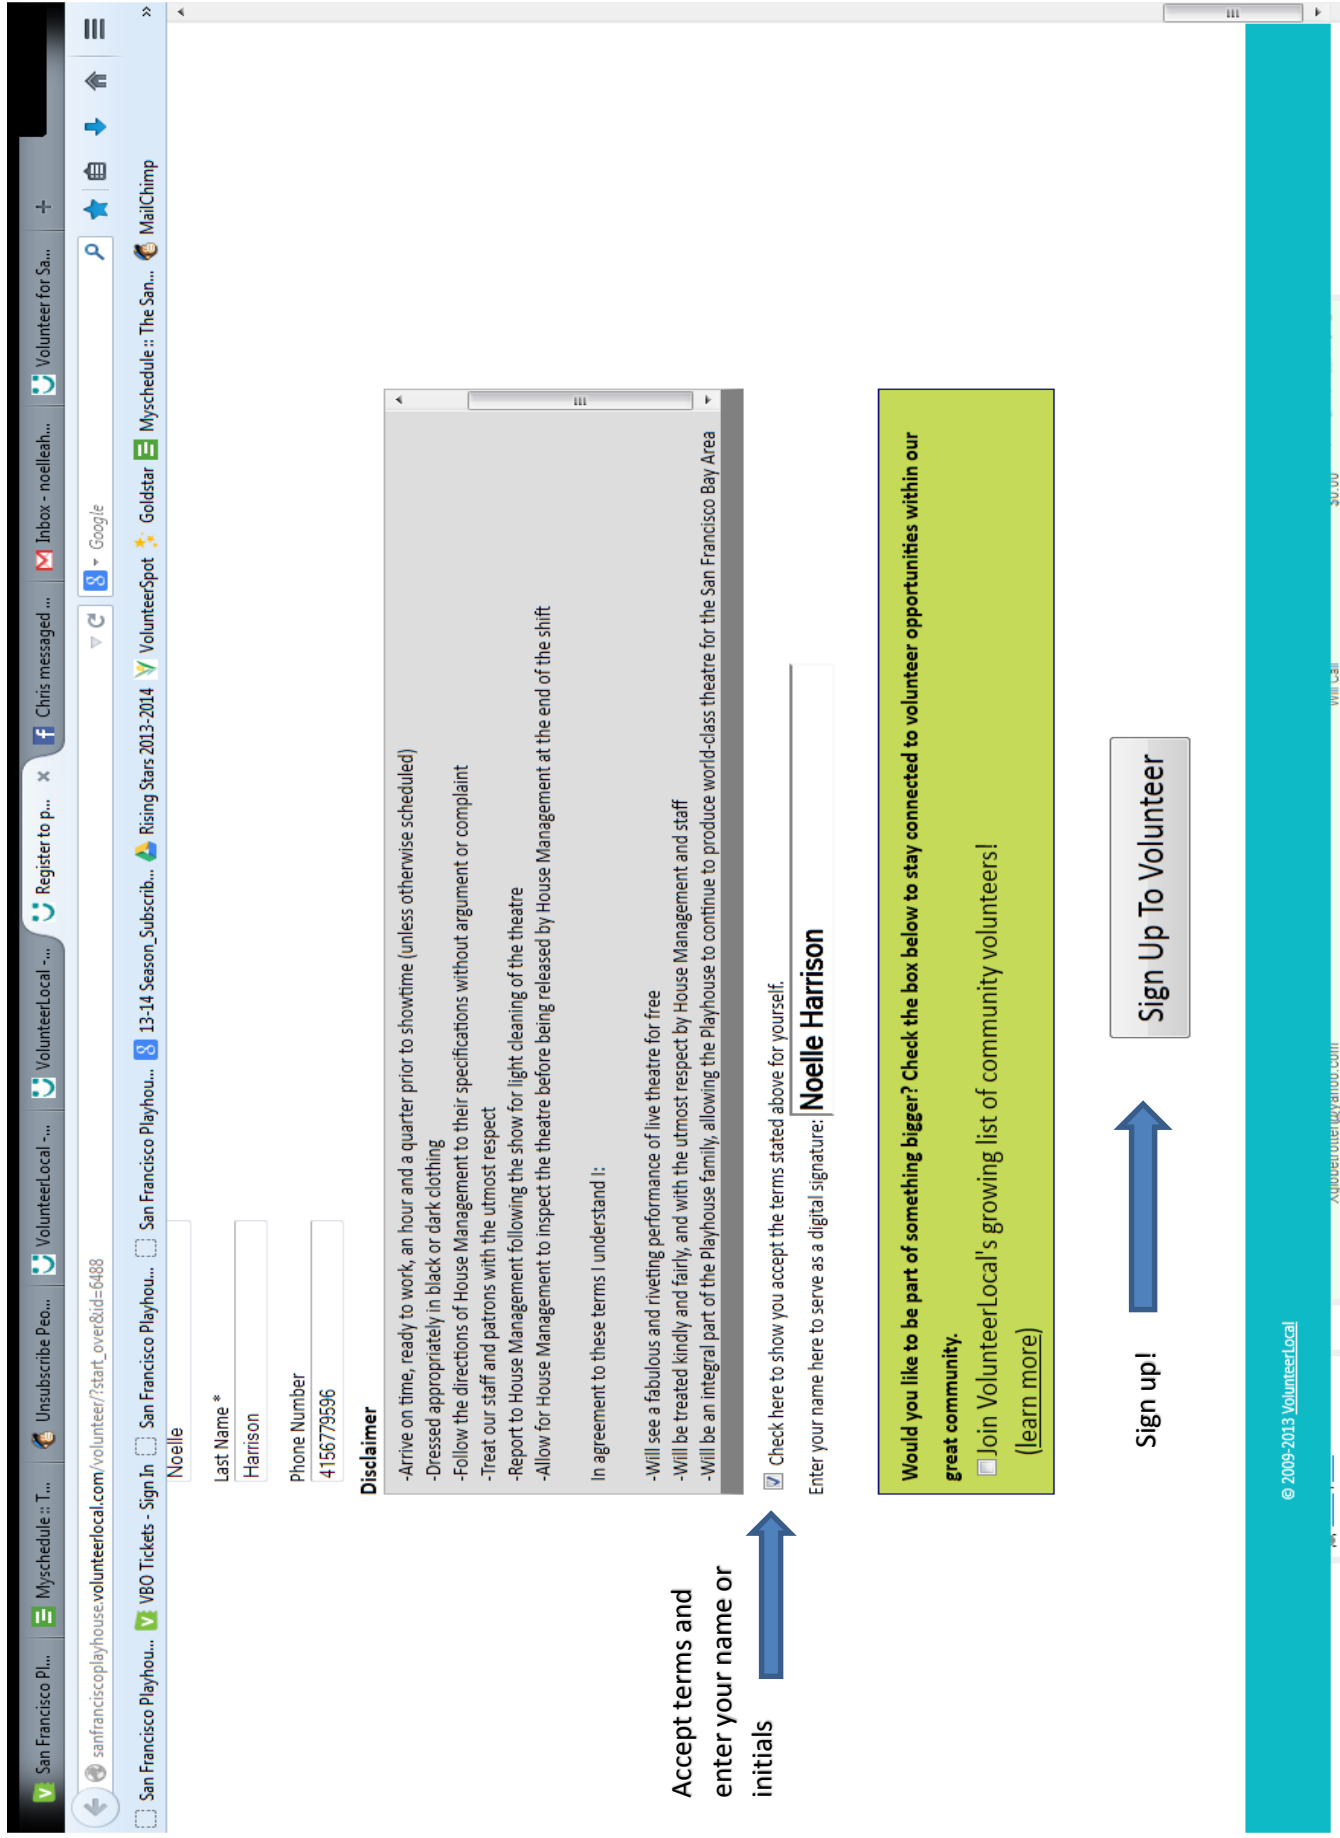 San Francisco Pl...
Myschedule :: T...
Unsubscribe Peo...
VolunteerLocal -...
VolunteerLocal -...
Register to p...
Chris messaged ...
Inbox - noelleah...
Volunteer for Sa...
sanfranciscoplayhouse.volunteerlocal.com/volunteer/?start_over&id=6488
Google
San Francisco Playhou...
VBO Tickets - Sign In
San Francisco Playhou...
San Francisco Playhou...
13-14 Season_Subscrib...
Rising Stars 2013-2014
VolunteerSpot
Goldstar
Myschedule :: The San...
MailChimp
Noelle
Last Name *
Harrison
Phone Number
4156779596
Disclaimer
-Arrive on time, ready to work, an hour and a quarter prior to showtime (unless otherwise scheduled)
-Dressed appropriately in black or dark clothing
-Follow the directions of House Management to their specifications without argument or complaint
-Treat our staff and patrons with the utmost respect
-Report to House Management following the show for light cleaning of the theatre
-Allow for House Management to inspect the theatre before being released by House Management at the end of the shift
In agreement to these terms I understand I:
-Will see a fabulous and riveting performance of live theatre for free
-Will be treated kindly and fairly, and with the utmost respect by House Management and staff
-Will be an integral part of the Playhouse family, allowing the Playhouse to continue to produce world-class theatre for the San Francisco Bay Area
Accept terms and
enter your name or
initials
Check here to show you accept the terms stated above for yourself.
Enter your name here to serve as a digital signature: Noelle Harrison
Would you like to be part of something bigger? Check the box below to stay connected to volunteer opportunities within our
great community.
Join VolunteerLocal's growing list of community volunteers!
(learn more)
Sign up!
Sign Up To Volunteer
© 2009-2013 VolunteerLocal
Will Call
$0.00